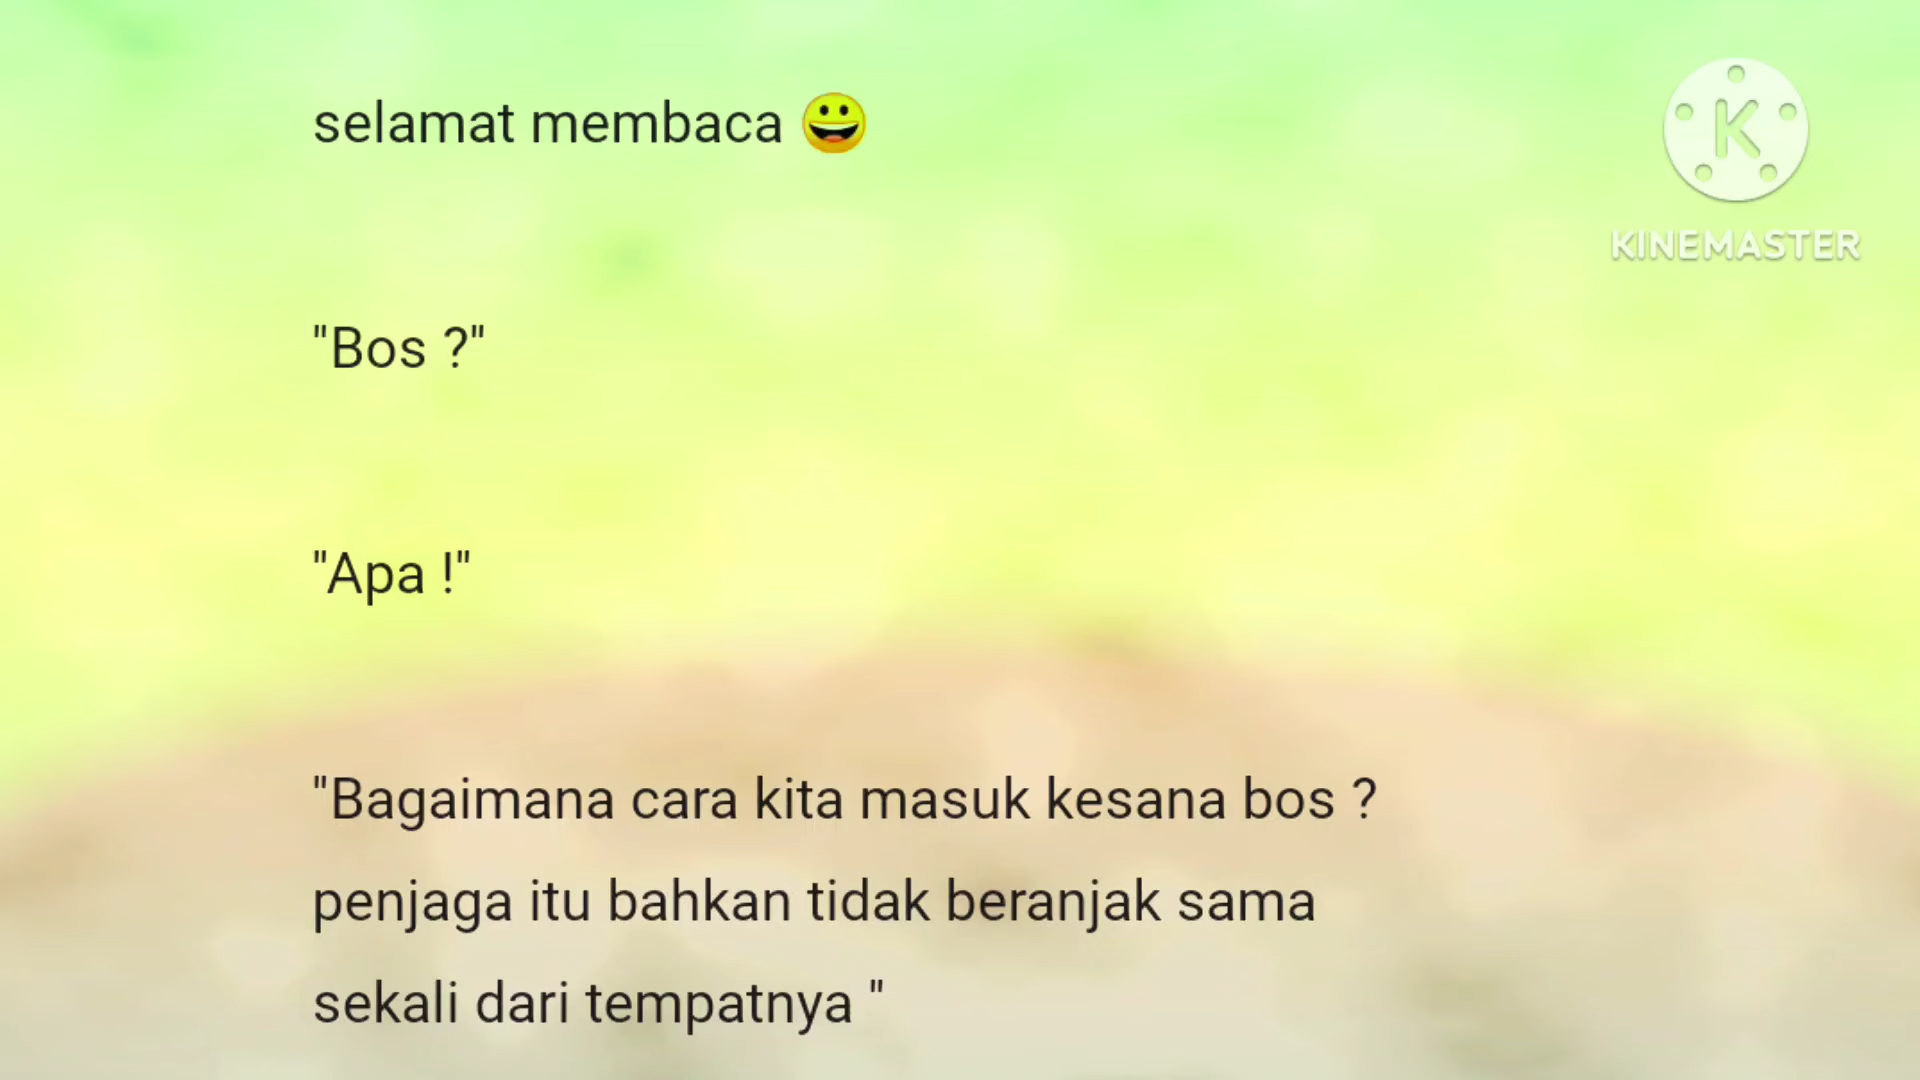 selamat membaca 😀
KINEMASTER
"Bos ?"
"Apa !"
"Bagaimana cara kita masuk kesana bos ?
penjaga itu bahkan tidak beranjak sama
sekali dari tempatnya "